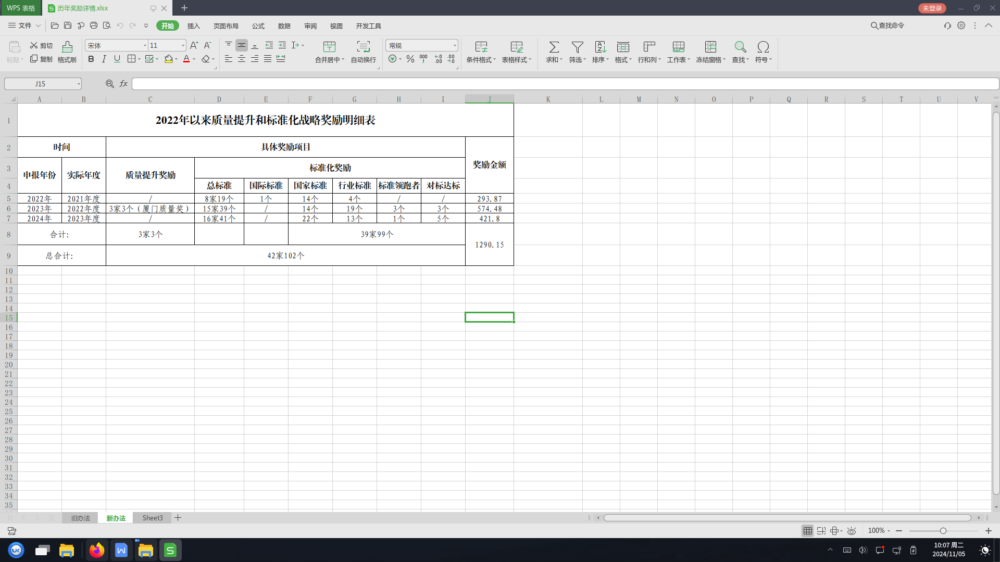 WPS 表格 历年奖励详情.xlsx 未登录
文件 开始 插入 页面布局 公式 数据 审阅 视图 开发工具 查找命令
粘贴 剪切 复制 格式刷 宋体 11 合并居中 自动换行 常规 条件格式 表格样式 求和 筛选 排序 格式 行和列 工作表 冻结窗格 查找 符号
J15 fx
A B C D E F G H I J K L M N O P Q R S T U V
1 2022年以来质量提升和标准化战略奖励明细表
2 时间 具体奖励项目 奖励金额
3 申报年份 实际年度 质量提升奖励 标准化奖励
4 总标准 国际标准 国家标准 行业标准 标准领跑者 对标达标
5 2022年 2021年度 / 8家19个 1个 14个 4个 / / 293.87
6 2023年 2022年度 3家3个（厦门质量奖） 15家39个 / 14个 19个 3个 3个 574.48
7 2024年 2023年度 / 16家41个 / 22个 13个 1个 5个 421.8
8 合计: 3家3个 39家99个 1290.15
9 总合计: 42家102个
10
11
12
13
14
15
16
17
18
19
20
21
22
23
24
25
26
27
28
29
30
31
32
33
34
35
旧办法 新办法 Sheet3
100%
10:07 周二
2024/11/05